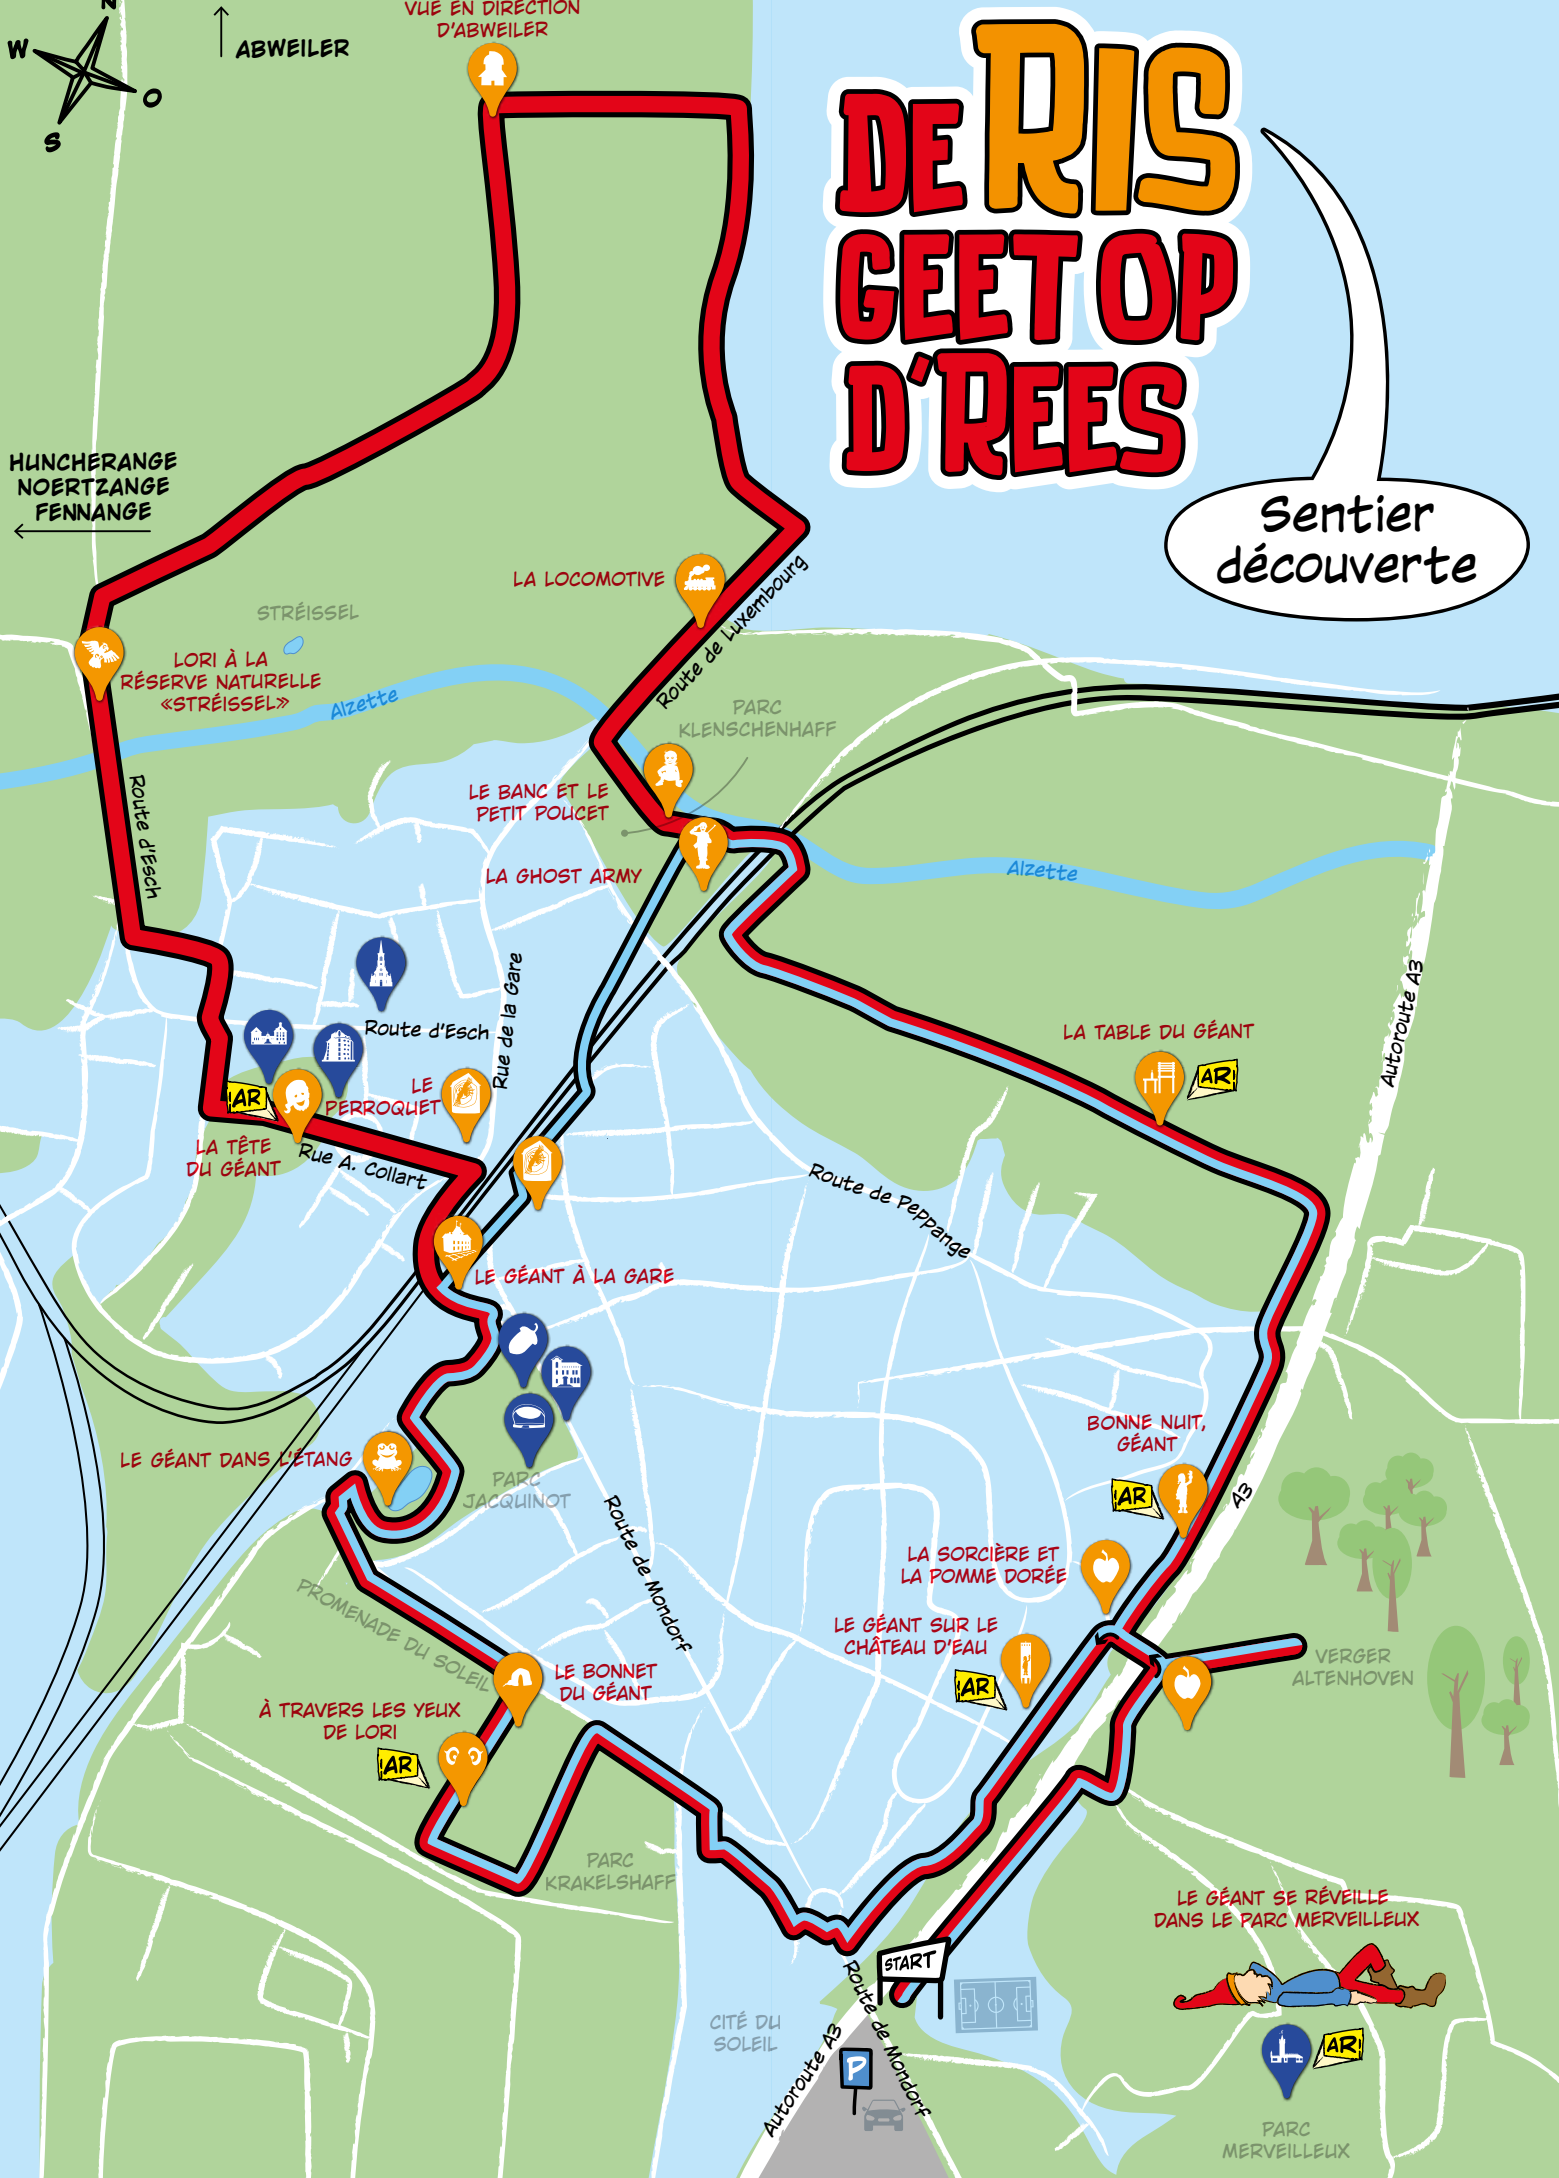 VUE EN DIRECTION
D'ABWEILER
N
W
O
S
ABWEILER
DE RIS
GEET OP
D'REES
Sentier
découverte
HUNCHERANGE
NOERTZANGE
FENNANGE
LA LOCOMOTIVE
Route de Luxembourg
STRÉISSEL
LORI À LA
RÉSERVE NATURELLE
«STRÉISSEL»
Alzette
PARC
KLENSCHENHAFF
LE BANC ET LE
PETIT POUCET
Route d'Esch
LA GHOST ARMY
Alzette
Autoroute A3
Rue de la Gare
Route d'Esch
LA TABLE DU GÉANT
AR!
!AR
LE
PERROQUET
LA TÊTE
DU GÉANT
Rue A. Collart
Route de Peppange
LE GÉANT À LA GARE
BONNE NUIT,
GÉANT
LE GÉANT DANS L'ÉTANG
PARC
JACQUINOT
!AR
A3
Route de Mondorf
LA SORCIÈRE ET
LA POMME DORÉE
PROMENADE DU SOLEIL
LE GÉANT SUR LE
CHÂTEAU D'EAU
VERGER
ALTENHOVEN
LE BONNET
DU GÉANT
!AR
À TRAVERS LES YEUX
DE LORI
!AR
PARC
KRAKELSHAFF
LE GÉANT SE RÉVEILLE
DANS LE PARC MERVEILLEUX
START
CITÉ DU
SOLEIL
Autoroute A3
Route de Mondorf
P
AR!
PARC
MERVEILLEUX